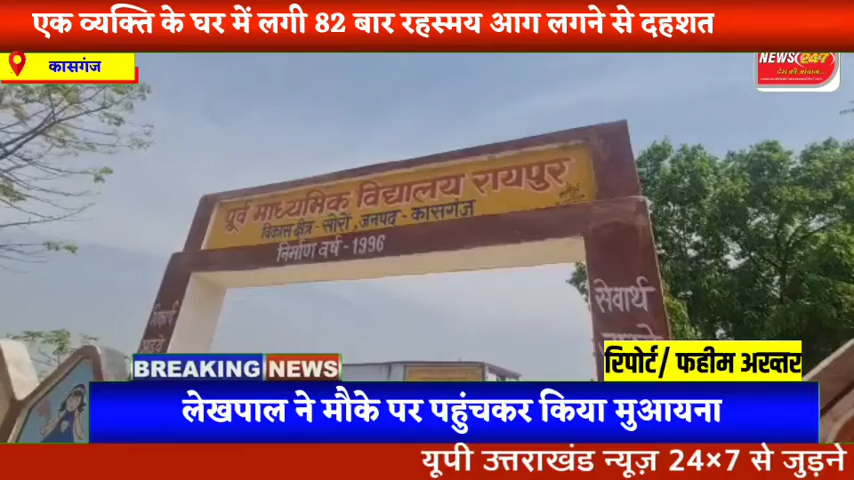 एक व्यक्ति के घर में लगी 82 बार रहस्मय आग लगने से दहशत
कासगंज
NEWS 24x7
पूर्व माध्यमिक विद्यालय रायपुर
विकास क्षेत्र - सोरों, जनपद - कासगंज
निर्माण वर्ष - 1996
सेवार्थ
BREAKING NEWS
रिपोर्ट/ फहीम अख्तर
लेखपाल ने मौके पर पहुंचकर किया मुआयना
यूपी उत्तराखंड न्यूज़ 24×7 से जुड़ने